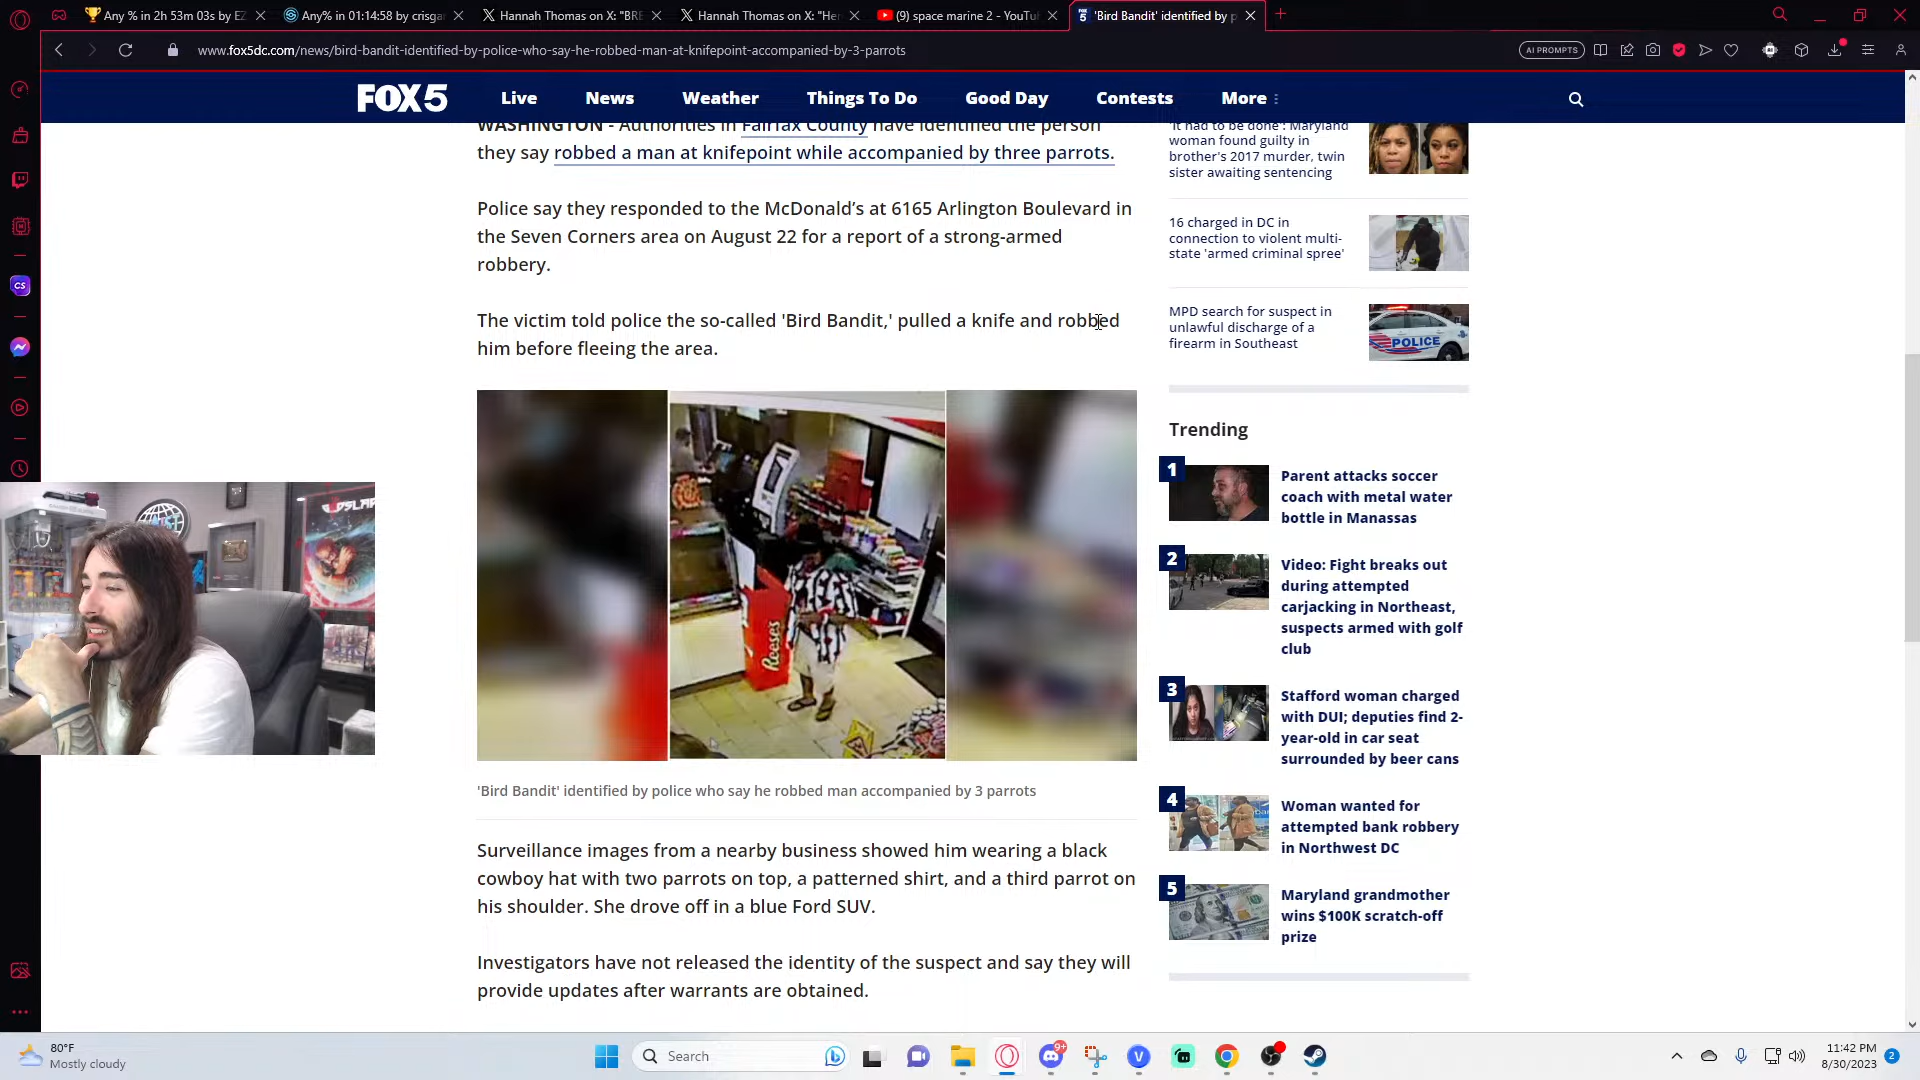 Any % in 2h 53m 03s by EZ
Any% in 01:14:58 by crisgar
Hannah Thomas on X: "BRE
Hannah Thomas on X: "Her
(9) space marine 2 - YouTu
'Bird Bandit' identified by p
www.fox5dc.com/news/bird-bandit-identified-by-police-who-say-he-robbed-man-at-knifepoint-accompanied-by-3-parrots
AI PROMPTS
FOX 5
Live
News
Weather
Things To Do
Good Day
Contests
More
WASHINGTON - Authorities in Fairfax County have identified the person
they say robbed a man at knifepoint while accompanied by three parrots.
Police say they responded to the McDonald's at 6165 Arlington Boulevard in
the Seven Corners area on August 22 for a report of a strong-armed
robbery.
The victim told police the so-called 'Bird Bandit,' pulled a knife and robbed
him before fleeing the area.
Reeses
'Bird Bandit' identified by police who say he robbed man accompanied by 3 parrots
Surveillance images from a nearby business showed him wearing a black
cowboy hat with two parrots on top, a patterned shirt, and a third parrot on
his shoulder. She drove off in a blue Ford SUV.
Investigators have not released the identity of the suspect and say they will
provide updates after warrants are obtained.
'It had to be done': Maryland
woman found guilty in
brother's 2017 murder, twin
sister awaiting sentencing
16 charged in DC in
connection to violent multi-
state 'armed criminal spree'
MPD search for suspect in
unlawful discharge of a
firearm in Southeast
POLICE
Trending
1
Parent attacks soccer
coach with metal water
bottle in Manassas
2
Video: Fight breaks out
during attempted
carjacking in Northeast,
suspects armed with golf
club
3
Stafford woman charged
with DUI; deputies find 2-
year-old in car seat
surrounded by beer cans
4
Woman wanted for
attempted bank robbery
in Northwest DC
5
Maryland grandmother
wins $100K scratch-off
prize
CS
80°F
Mostly cloudy
Search
9+
11:42 PM
8/30/2023
2